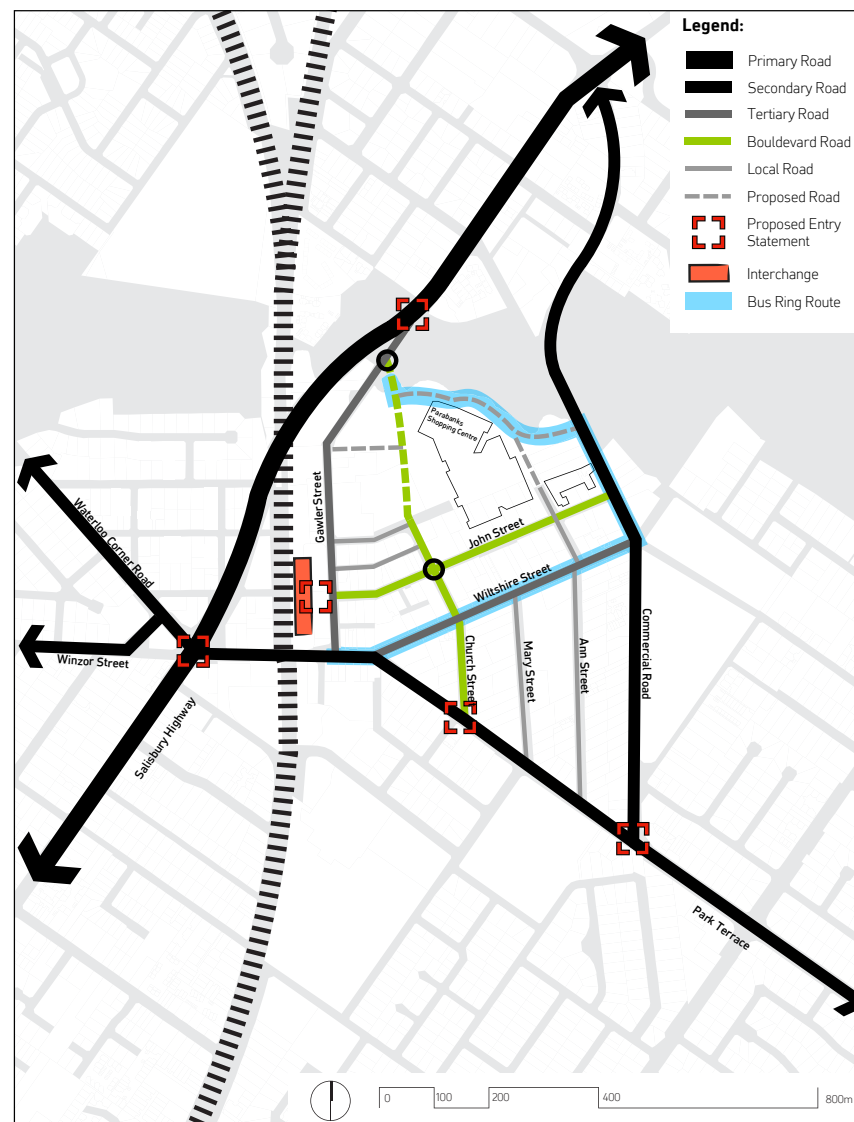 Legend:
Primary Road
Secondary Road
Tertiary Road
Bouldevard Road
Local Road
Proposed Road
Proposed Entry
Statement
Interchange
Bus Ring Route
Parabanks
Shopping Centre
Gawler Street
John Street
Waterloo Corner Road
Wiltshire Street
Winzor Street
Church Street
Mary Street
Ann Street
Commercial Road
Salisbury Highway
Park Terrace
0
100
200
400
800m